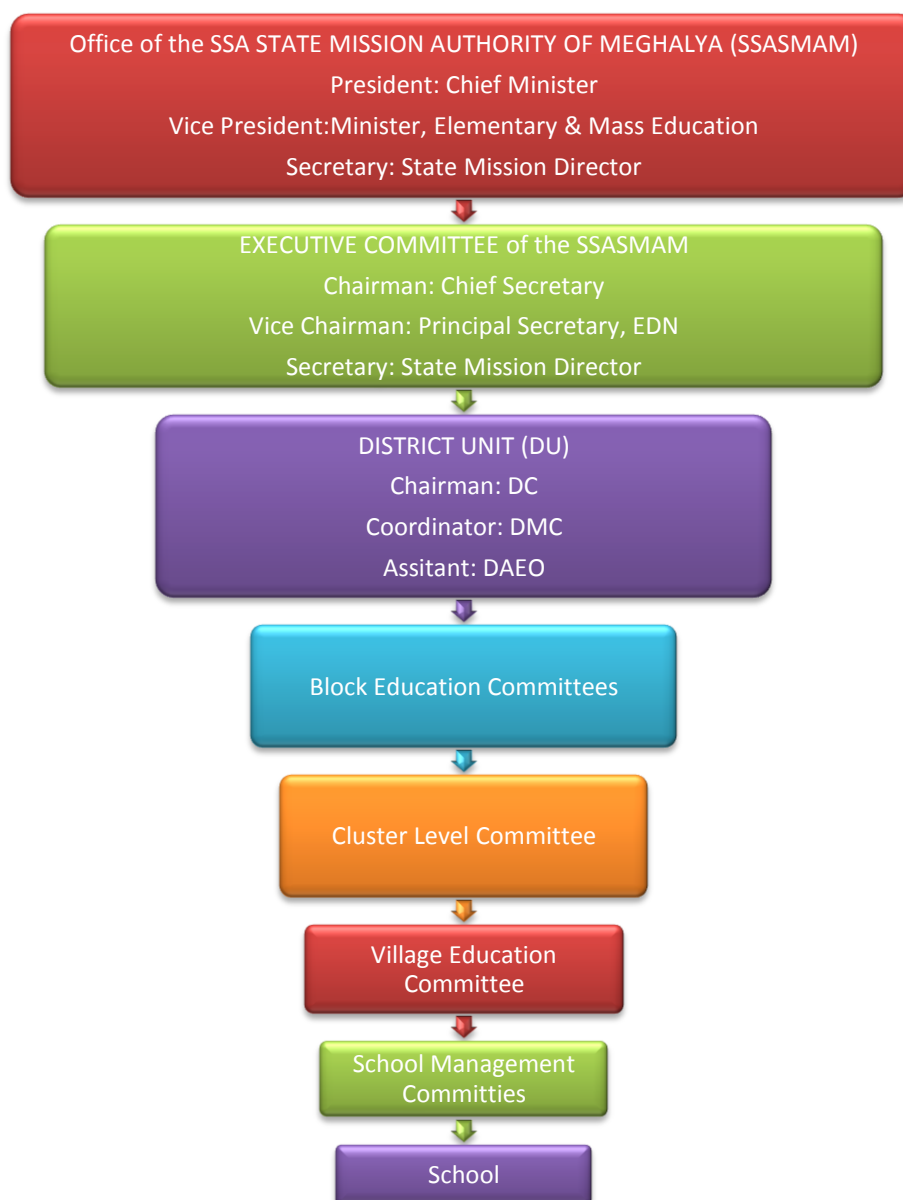 Office of the SSA STATE MISSION AUTHORITY OF MEGHALYA (SSASMAM)
President: Chief Minister
Vice President:Minister, Elementary & Mass Education
Secretary: State Mission Director
EXECUTIVE COMMITTEE of the SSASMAM
Chairman: Chief Secretary
Vice Chairman: Principal Secretary, EDN
Secretary: State Mission Director
DISTRICT UNIT (DU)
Chairman: DC
Coordinator: DMC
Assitant: DAEO
Block Education Committees
Cluster Level Committee
Village Education
Committee
School Management
Committies
School